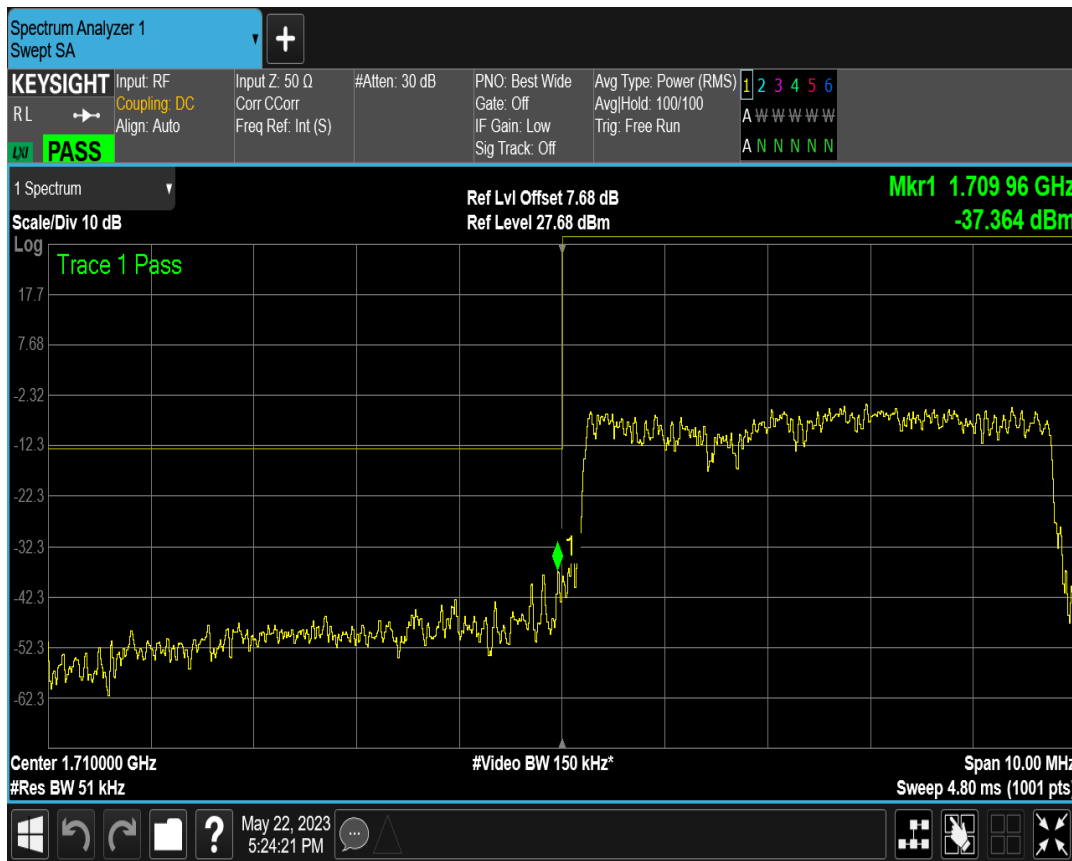 Spectrum Analyzer 1
Swept SA
+
KEYSIGHT
RL
LXI PASS
Input: RF
Coupling: DC
Align: Auto
Input Z: 50 Ω
Corr CCorr
Freq Ref: Int (S)
#Atten: 30 dB
PNO: Best Wide
Gate: Off
IF Gain: Low
Sig Track: Off
Avg Type: Power (RMS)
Avg|Hold: 100/100
Trig: Free Run
1 2 3 4 5 6
A W W W W W
A N N N N N
1 Spectrum
Scale/Div 10 dB
Ref Lvl Offset 7.68 dB
Ref Level 27.68 dBm
Mkr1 1.709 96 GHz
-37.364 dBm
Log
Trace 1 Pass
17.7
7.68
-2.32
-12.3
-22.3
-32.3
-42.3
-52.3
-62.3
1
Center 1.710000 GHz
#Res BW 51 kHz
#Video BW 150 kHz*
Span 10.00 MHz
Sweep 4.80 ms (1001 pts)
?
May 22, 2023
5:24:21 PM